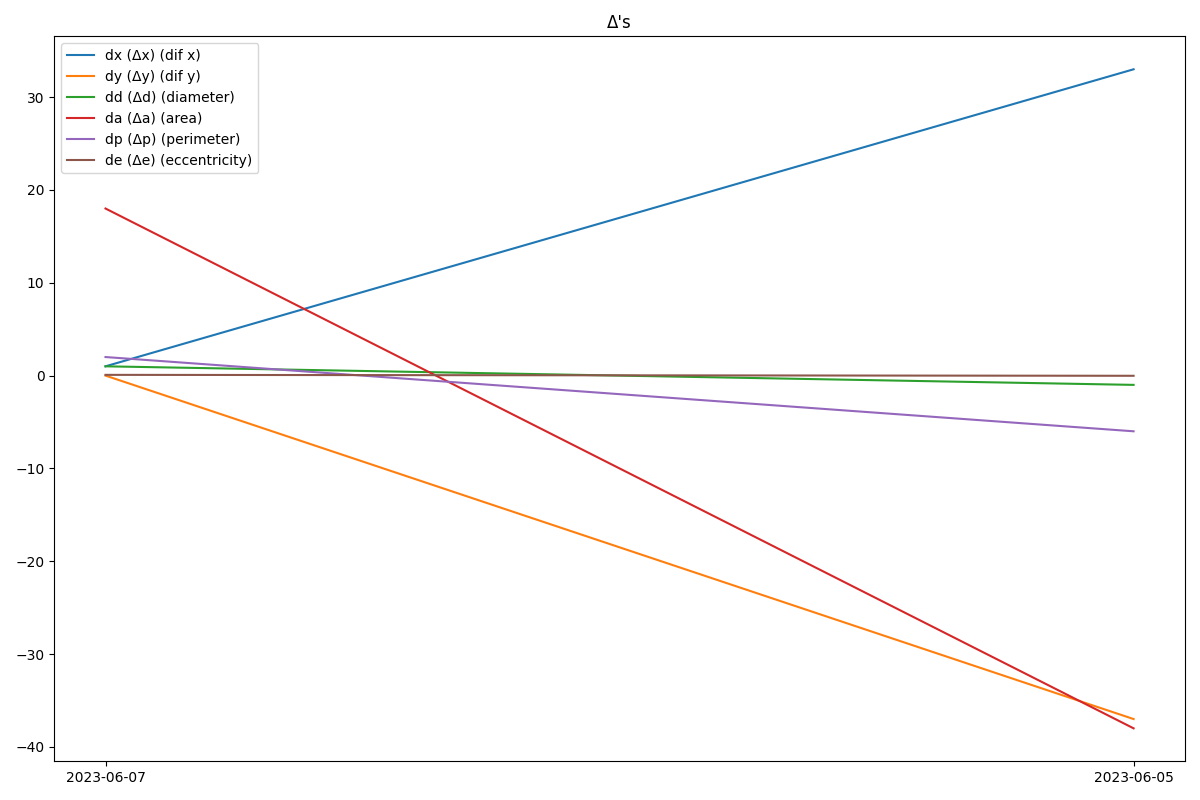 Δ's
dx (Δx) (dif x)
dy (Δy) (dif y)
dd (Δd) (diameter)
da (Δa) (area)
dp (Δp) (perimeter)
de (Δe) (eccentricity)
30
20
10
0
−10
−20
−30
−40
2023-06-07
2023-06-05